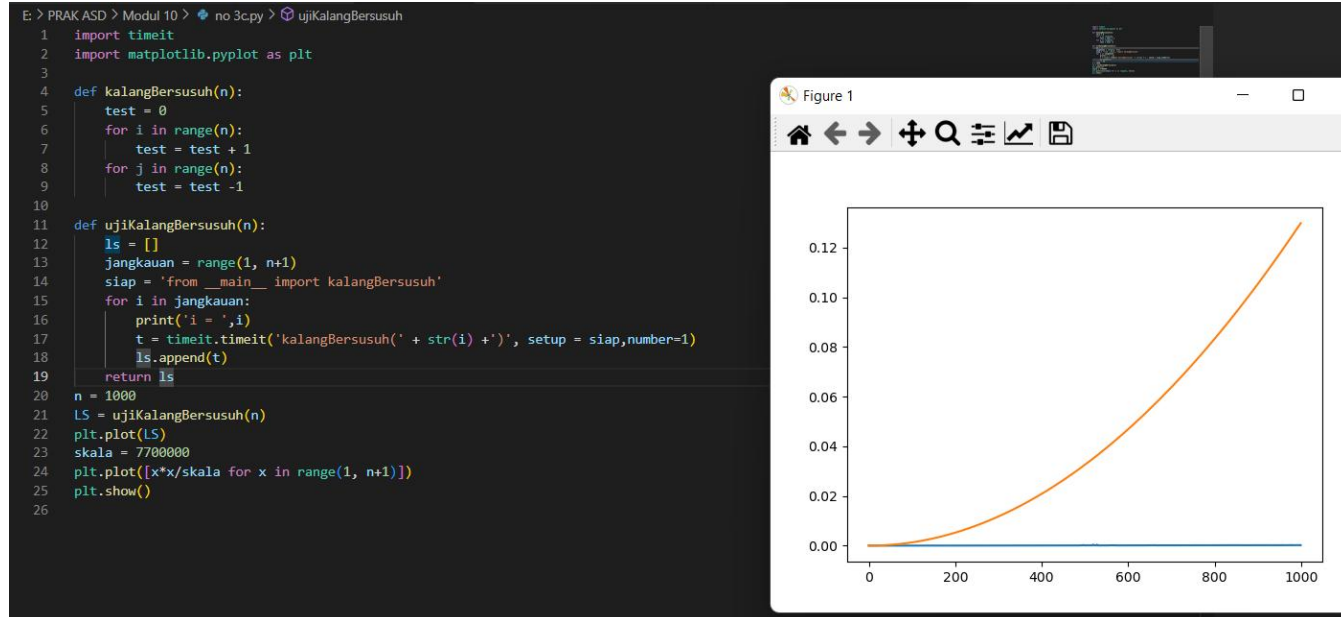 E: > PRAK ASD > Modul 10 > no 3c.py > ujiKalangBersusuh
1 import timeit
2 import matplotlib.pyplot as plt
3
4 def kalangBersusuh(n):
5     test = 0
6     for i in range(n):
7         test = test + 1
8     for j in range(n):
9         test = test -1
10
11 def ujiKalangBersusuh(n):
12     ls = []
13     jangkauan = range(1, n+1)
14     siap = 'from __main__ import kalangBersusuh'
15     for i in jangkauan:
16         print('i = ',i)
17         t = timeit.timeit('kalangBersusuh(' + str(i) +')', setup = siap,number=1)
18         ls.append(t)
19     return ls
20 n = 1000
21 LS = ujiKalangBersusuh(n)
22 plt.plot(LS)
23 skala = 7700000
24 plt.plot([x*x/skala for x in range(1, n+1)])
25 plt.show()
26
Figure 1
0.12
0.10
0.08
0.06
0.04
0.02
0.00
0 200 400 600 800 1000